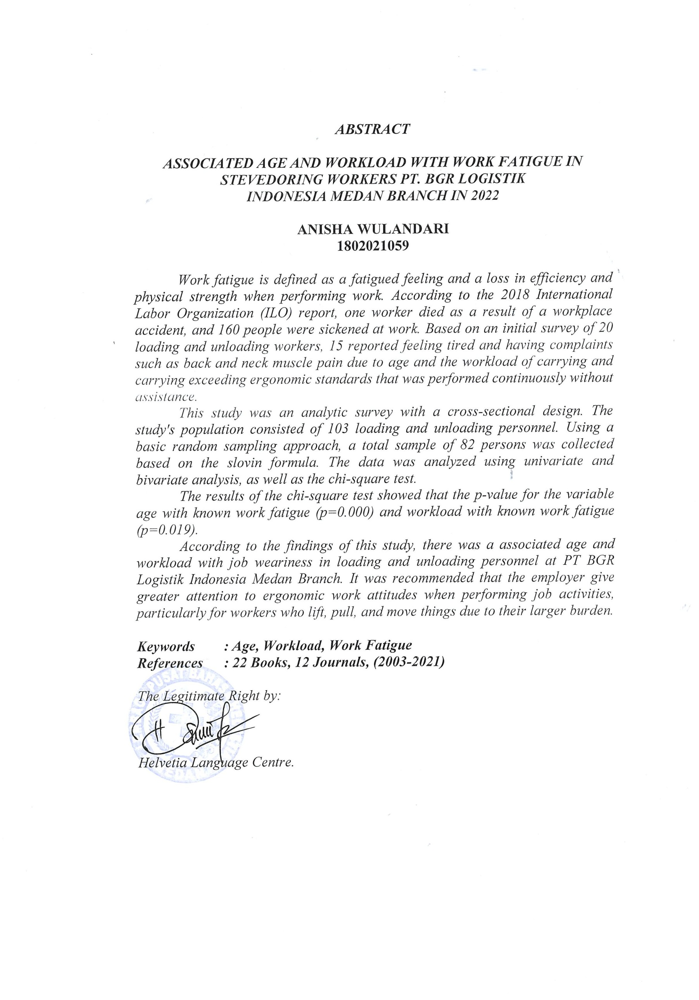 ABSTRACT
ASSOCIATED AGE AND WORKLOAD WITH WORK FATIGUE IN
STEVEDORING WORKERS PT. BGR LOGISTIK
INDONESIA MEDAN BRANCH IN 2022
ANISHA WULANDARI
1802021059
Work fatigue is defined as a fatigued feeling and a loss in efficiency and
physical strength when performing work. According to the 2018 International
Labor Organization (ILO) report, one worker died as a result of a workplace
accident, and 160 people were sickened at work. Based on an initial survey of 20
loading and unloading workers, 15 reported feeling tired and having complaints
such as back and neck muscle pain due to age and the workload of carrying and
carrying exceeding ergonomic standards that was performed continuously without
assistance.
This study was an analytic survey with a cross-sectional design. The
study's population consisted of 103 loading and unloading personnel. Using a
basic random sampling approach, a total sample of 82 persons was collected
based on the slovin formula. The data was analyzed using univariate and
bivariate analysis, as well as the chi-square test.
The results of the chi-square test showed that the p-value for the variable
age with known work fatigue (p=0.000) and workload with known work fatigue
(p=0.019).
According to the findings of this study, there was a associated age and
workload with job weariness in loading and unloading personnel at PT BGR
Logistik Indonesia Medan Branch. It was recommended that the employer give
greater attention to ergonomic work attitudes when performing job activities,
particularly for workers who lift, pull, and move things due to their larger burden.
Keywords : Age, Workload, Work Fatigue
References : 22 Books, 12 Journals, (2003-2021)
PUSAT BAHAS
The Legitimate Right by:
Helvetia Language Centre.